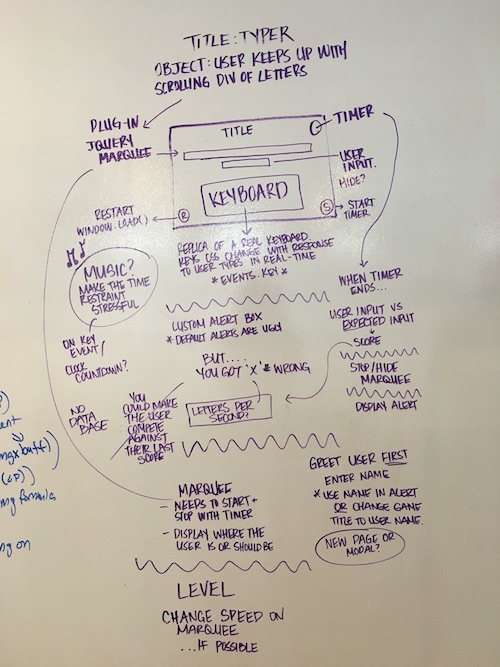 TITLE: TYPER
OBJECT: USER KEEPS UP WITH
SCROLLING DIV OF LETTERS
PLUG-IN
JQUERY
MARQUEE
TITLE
TIMER
USER
INPUT.
HIDE?
KEYBOARD
R
S
START
TIMER
RESTART
WINDOW.LOAD()
REPLICA OF A REAL KEYBOARD
KEYS CSS CHANGE WITH RESPONSE
TO USER TYPES IN REAL-TIME
* EVENTS.KEY *
MUSIC?
MAKE THE TIME
RESTRAINT
STRESSFUL
ON KEY
EVENT/
CLOCK
COUNTDOWN?
WHEN TIMER
ENDS...
USER INPUT VS
EXPECTED INPUT
SCORE
STOP/HIDE
MARQUEE
DISPLAY ALERT
CUSTOM ALERT BOX
* DEFAULT ALERTS ARE UGLY
BUT....
YOU GOT 'X' # WRONG
LETTERS PER
SECOND?
YOU
COULD MAKE
THE USER
COMPETE
AGAINST
THEIR LAST
SCORE
NO
DATA
BASE
MARQUEE
- NEEDS TO START +
STOP WITH TIMER
- DISPLAY WHERE THE
USER IS OR SHOULD BE
GREET USER FIRST
ENTER NAME
* USE NAME IN ALERT
OR CHANGE GAME
TITLE TO USER NAME.
NEW PAGE OR
MODAL?
LEVEL
CHANGE SPEED ON
MARQUEE
...IF POSSIBLE
formula
ng on